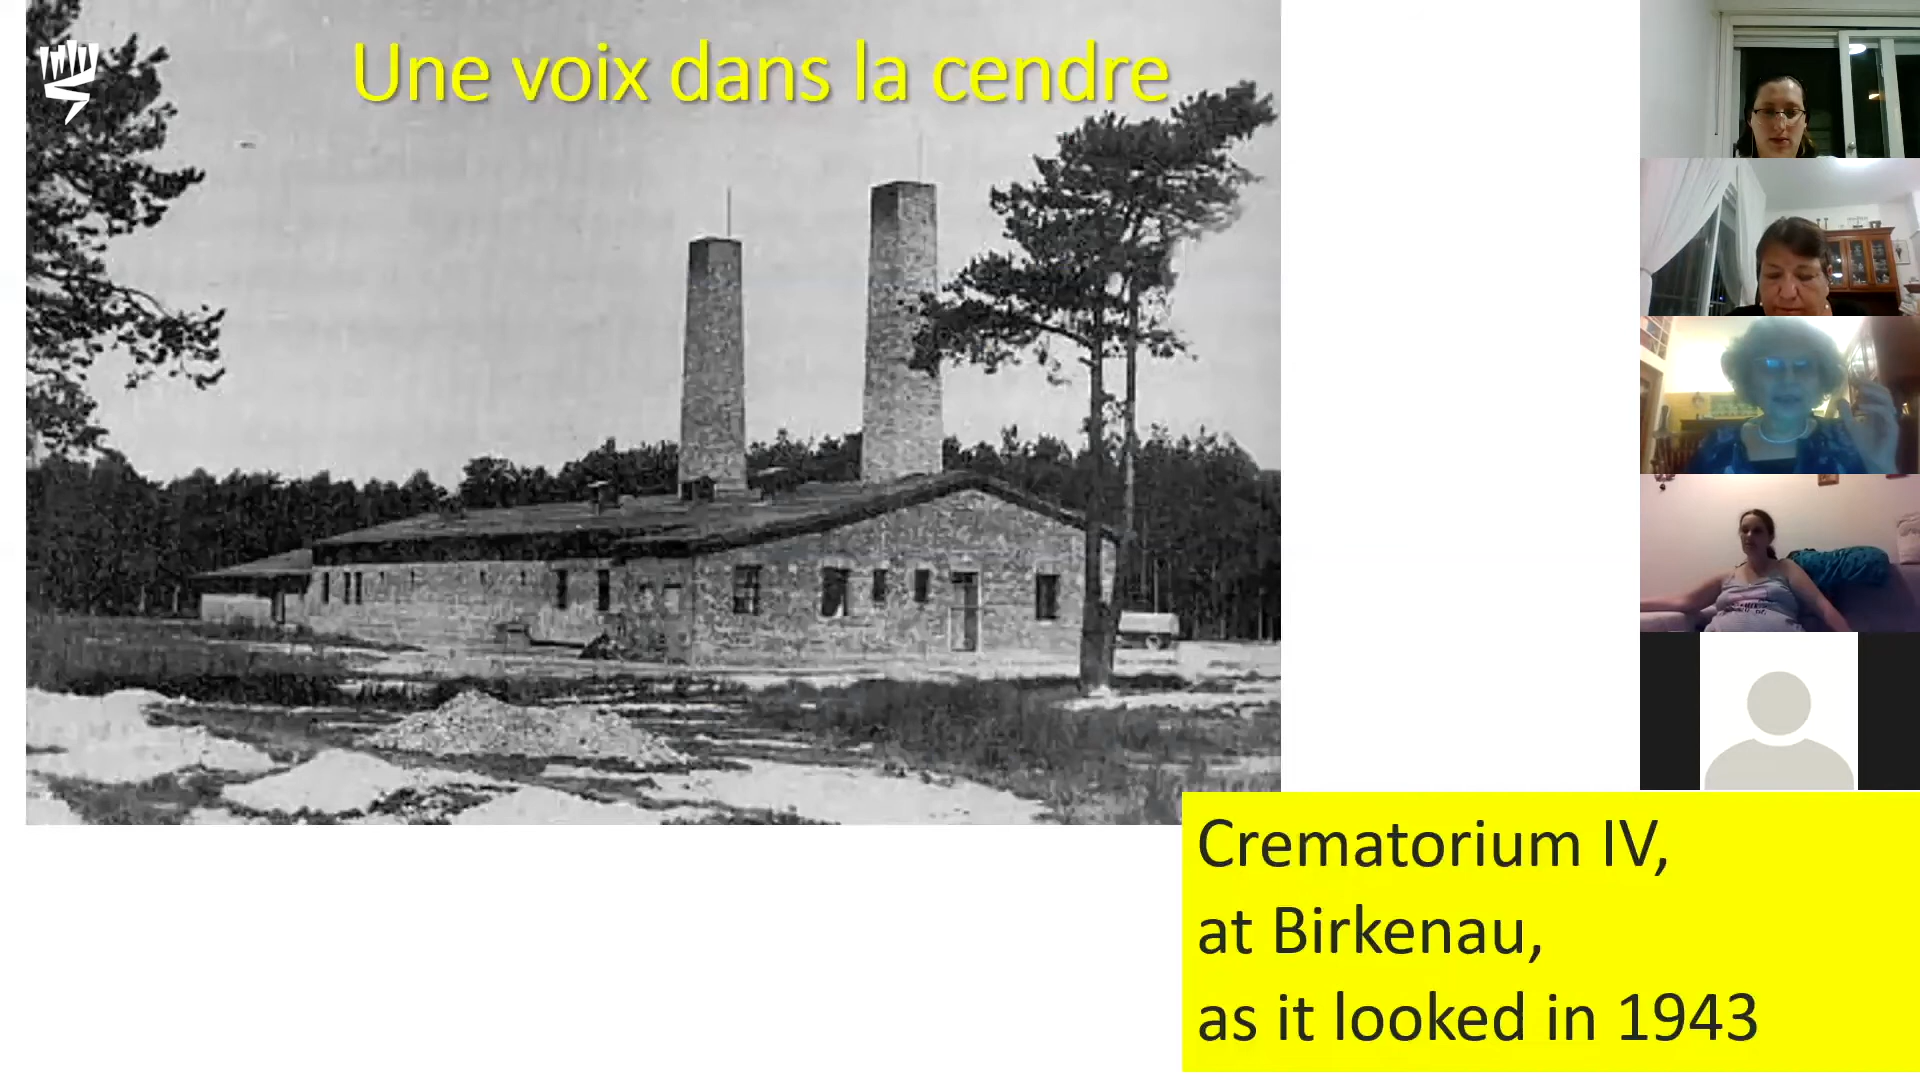 Une voix dans la cendre
Crematorium IV,
at Birkenau,
as it looked in 1943